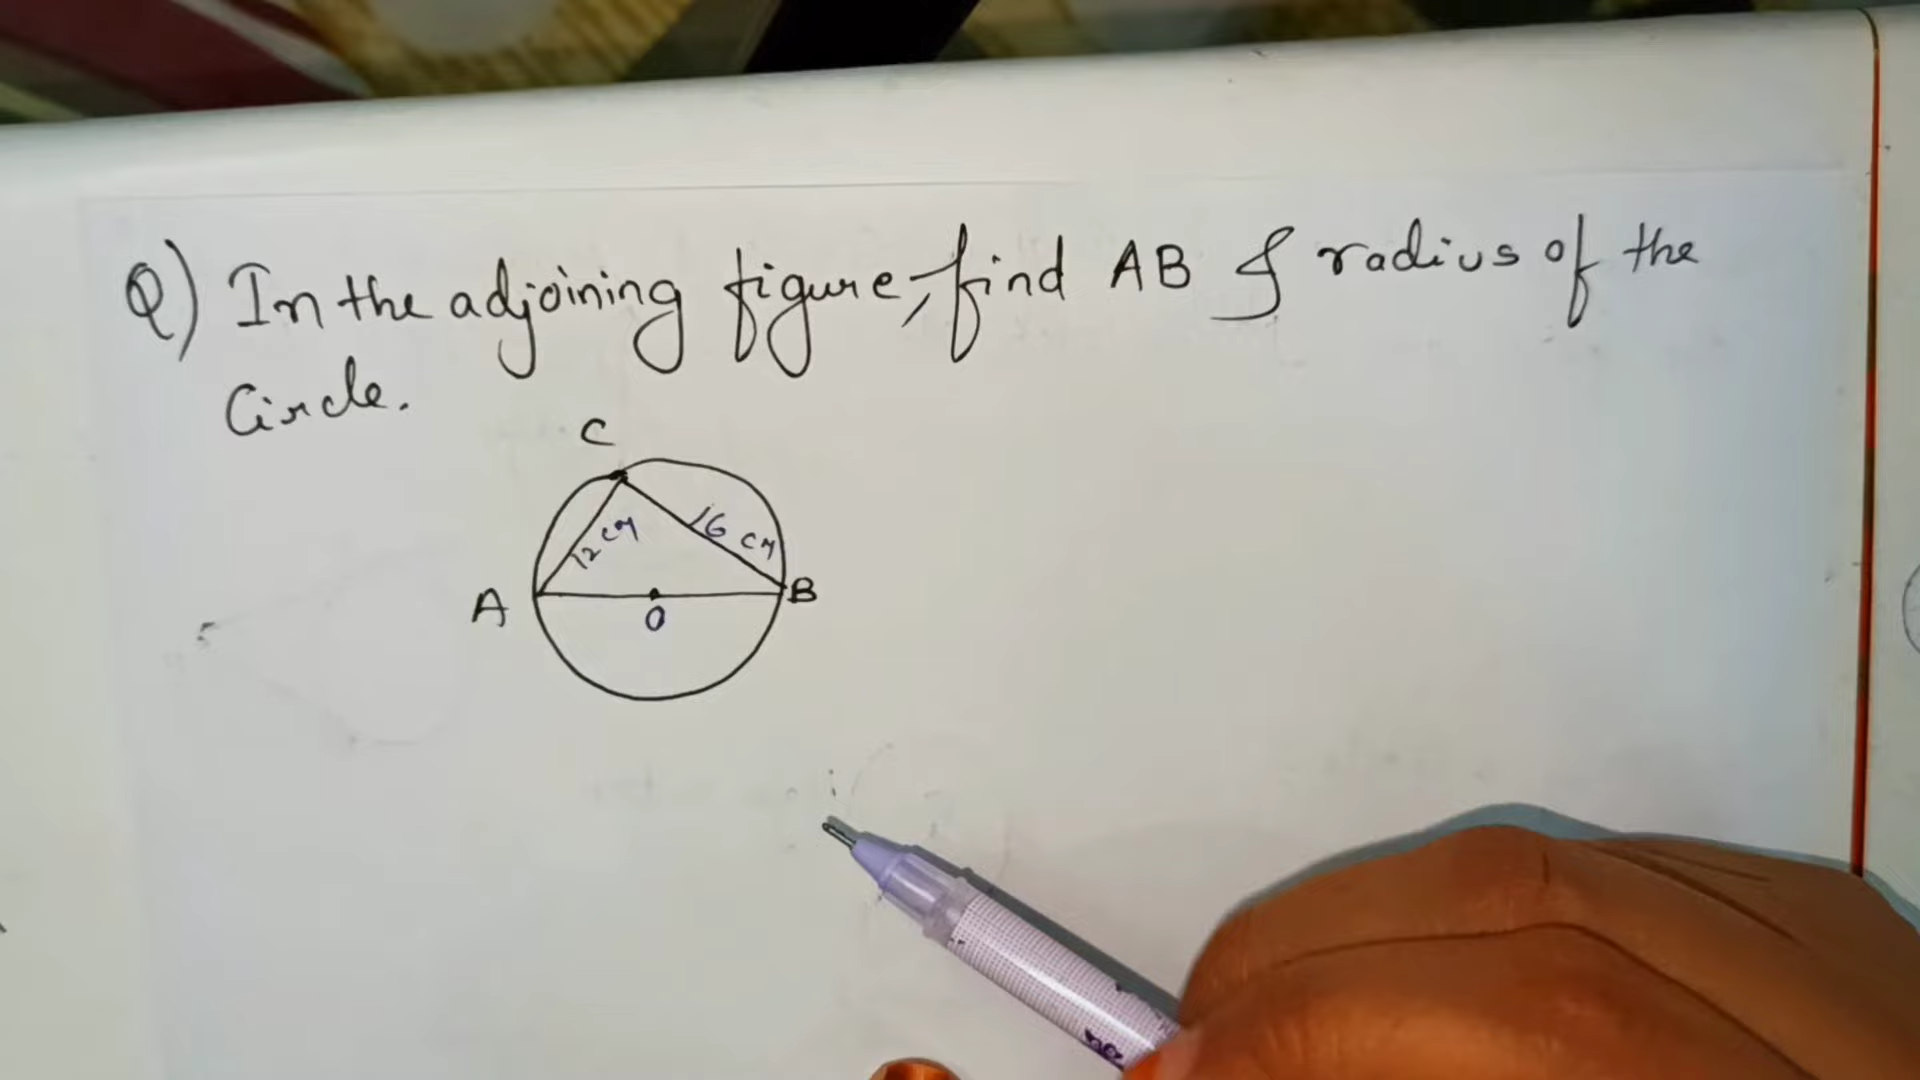 Q) In the adjoining figure, find AB & radius of the
Circle.
C
12 cm
16 cm
A
B
O